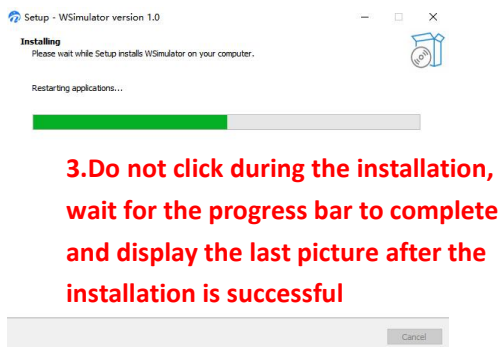 Setup - WSimulator version 1.0
Installing
Please wait while Setup installs WSimulator on your computer.
Restarting applications...
3.Do not click during the installation,
wait for the progress bar to complete
and display the last picture after the
installation is successful
Cancel